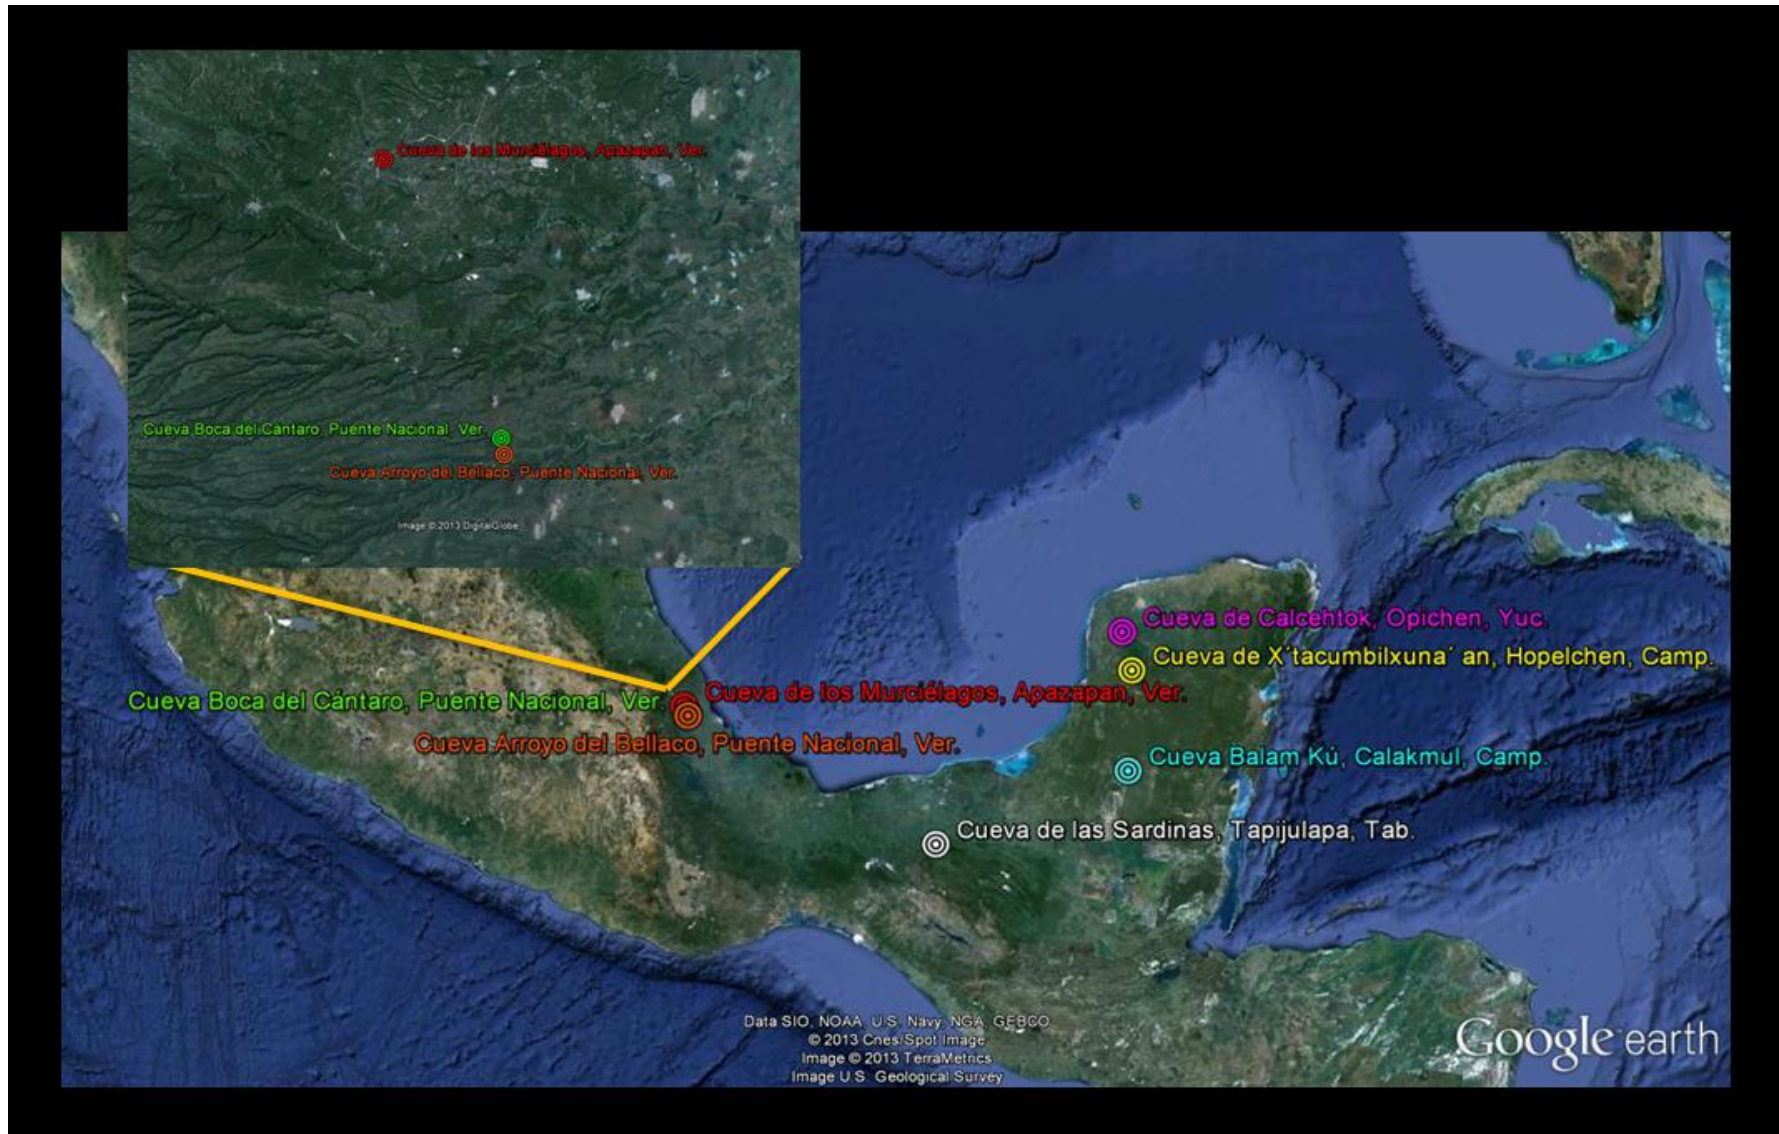 Cueva de los Murciélagos, Apazapan, Ver.
Cueva Boca del Cántaro, Puente Nacional, Ver.
Cueva Arroyo del Bellaco, Puente Nacional, Ver.
Image © 2013 DigitalGlobe
Cueva de Calcehtok, Opichen, Yuc.
Cueva de X´tacumbilxuna´ an, Hopelchen, Camp.
Cueva de los Murciélagos, Apazapan, Ver.
Cueva Boca del Cántaro, Puente Nacional, Ver.
Cueva Arroyo del Bellaco, Puente Nacional, Ver.
Cueva Balam Kú, Calakmul, Camp.
Cueva de las Sardinas, Tapijulapa, Tab.
Data SIO, NOAA, U.S. Navy, NGA, GEBCO
© 2013 Cnes/Spot Image
Image © 2013 TerraMetrics
Image U.S. Geological Survey
Google earth